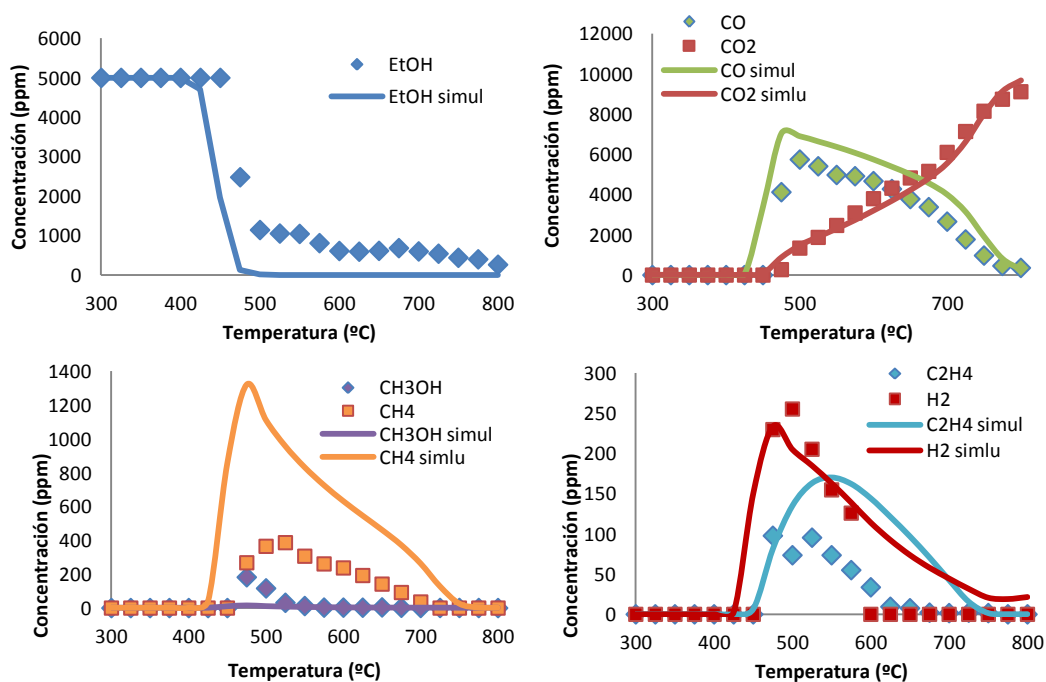 6000
5000
4000
3000
2000
1000
0
300 400 500 600 700 800
Concentración (ppm)
Temperatura (ºC)
EtOH
EtOH simul
12000
10000
8000
6000
4000
2000
0
300 500 700
Concentración (ppm)
Temperatura (ºC)
CO
CO2
CO simul
CO2 simlu
1400
1200
1000
800
600
400
200
0
300 400 500 600 700 800
Concentración (ppm)
Temperatura (ºC)
CH3OH
CH4
CH3OH simul
CH4 simlu
300
250
200
150
100
50
0
300 400 500 600 700 800
Concentración (ppm)
Temperatura (ºC)
C2H4
H2
C2H4 simul
H2 simlu